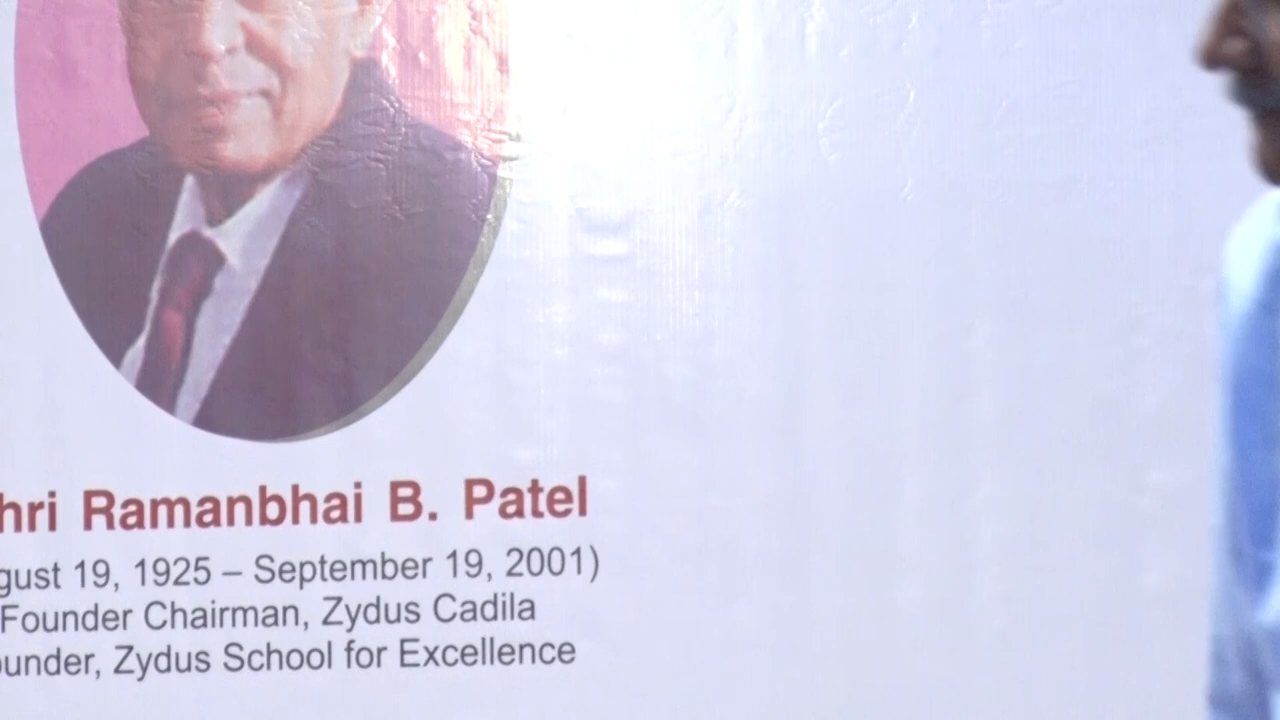 hri Ramanbhai B. Patel
gust 19, 1925 – September 19, 2001)
Founder Chairman, Zydus Cadila
ounder, Zydus School for Excellence